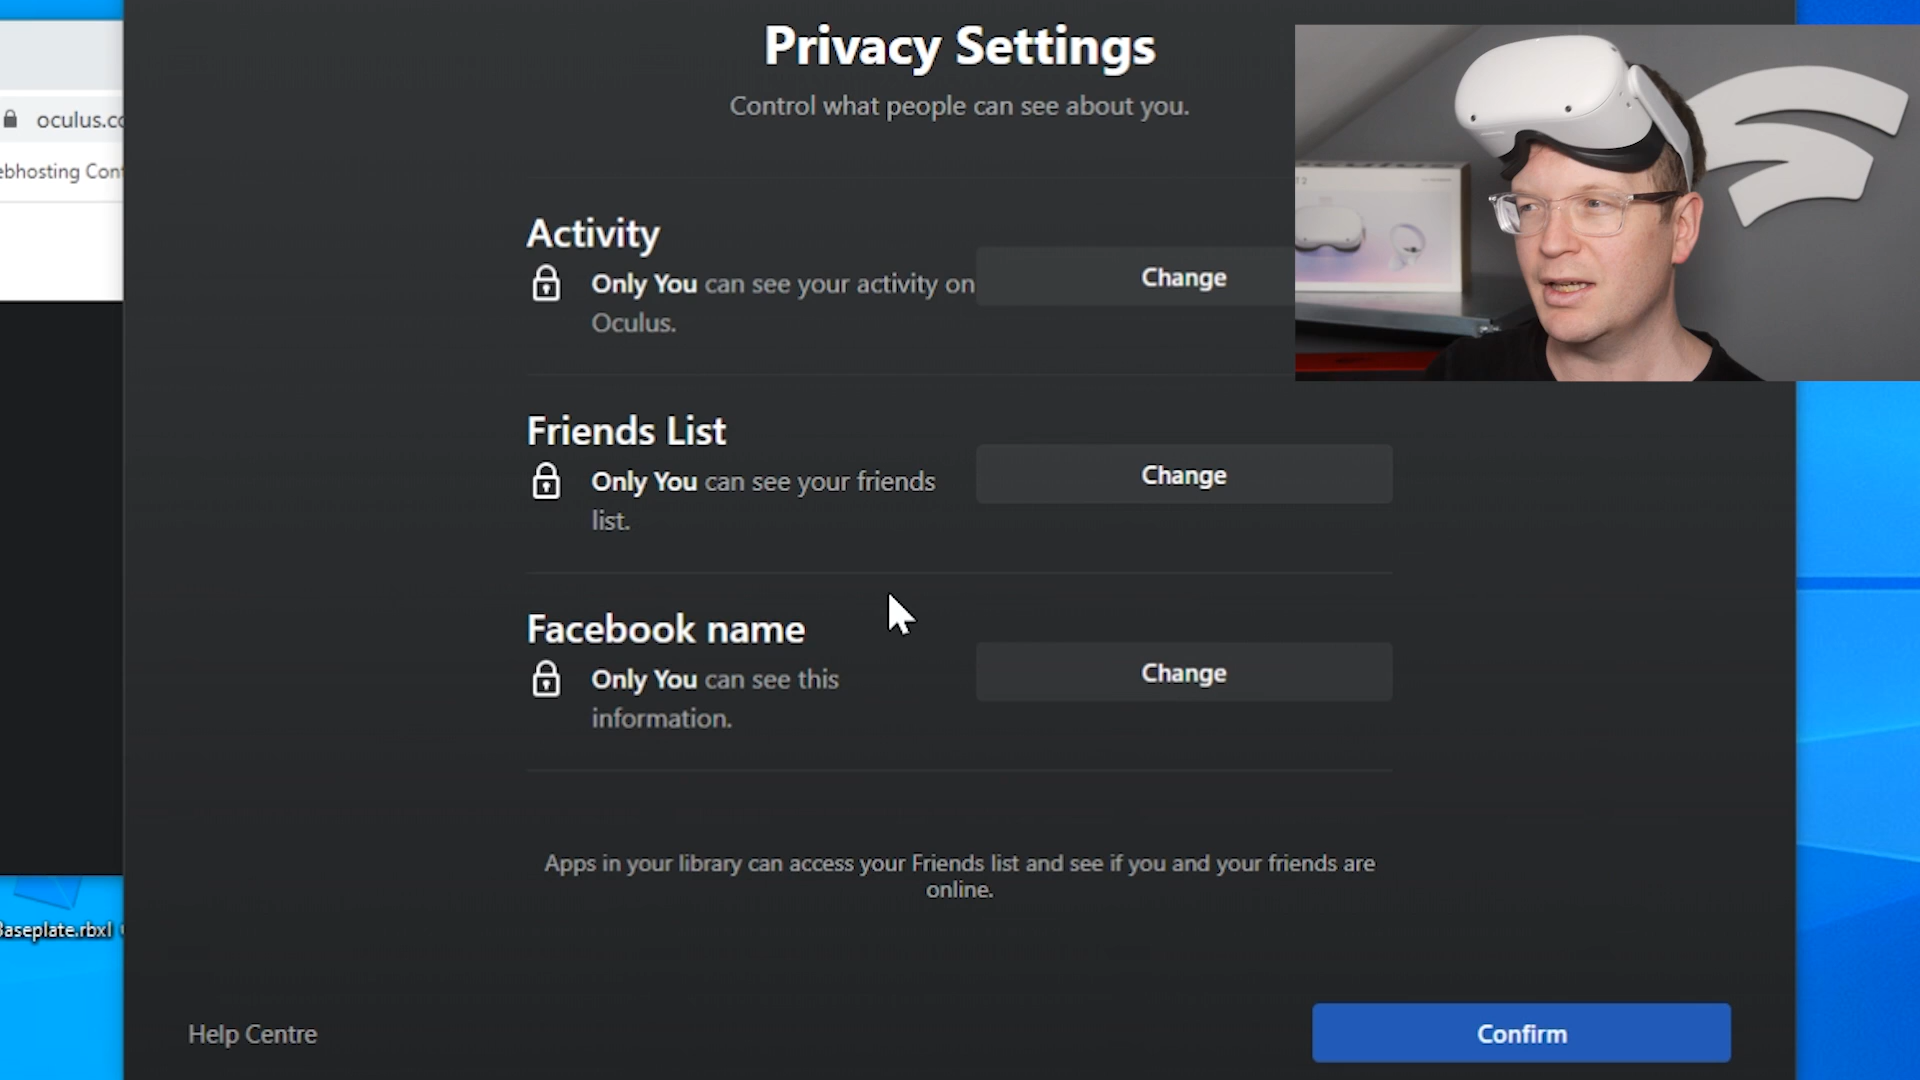 Privacy Settings
Control what people can see about you.
oculus.co
ebhosting Cont
Activity
Only You can see your activity on
Oculus.
Change
Friends List
Only You can see your friends
list.
Change
Facebook name
Only You can see this
information.
Change
Apps in your library can access your Friends list and see if you and your friends are
online.
Baseplate.rbxl
Help Centre
Confirm